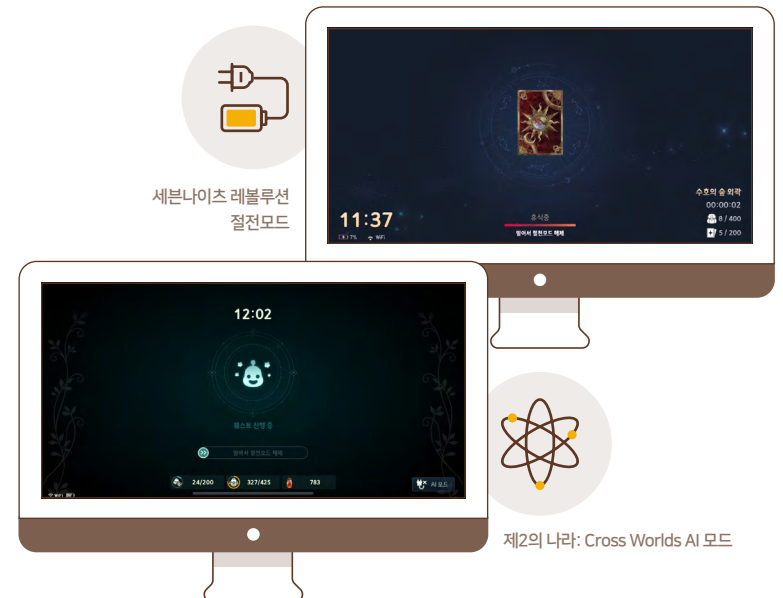 세븐나이츠 레볼루션
절전모드
수호의 숲 외곽
00:00:02
8 / 400
5 / 200
11:37
7% WiFi
휴식중
밀어서 절전모드 해제
12:02
퀘스트 진행 중
밀어서 절전모드 해제
24/200 327/425 783
AI 모드
WiFi
제2의 나라: Cross Worlds AI 모드